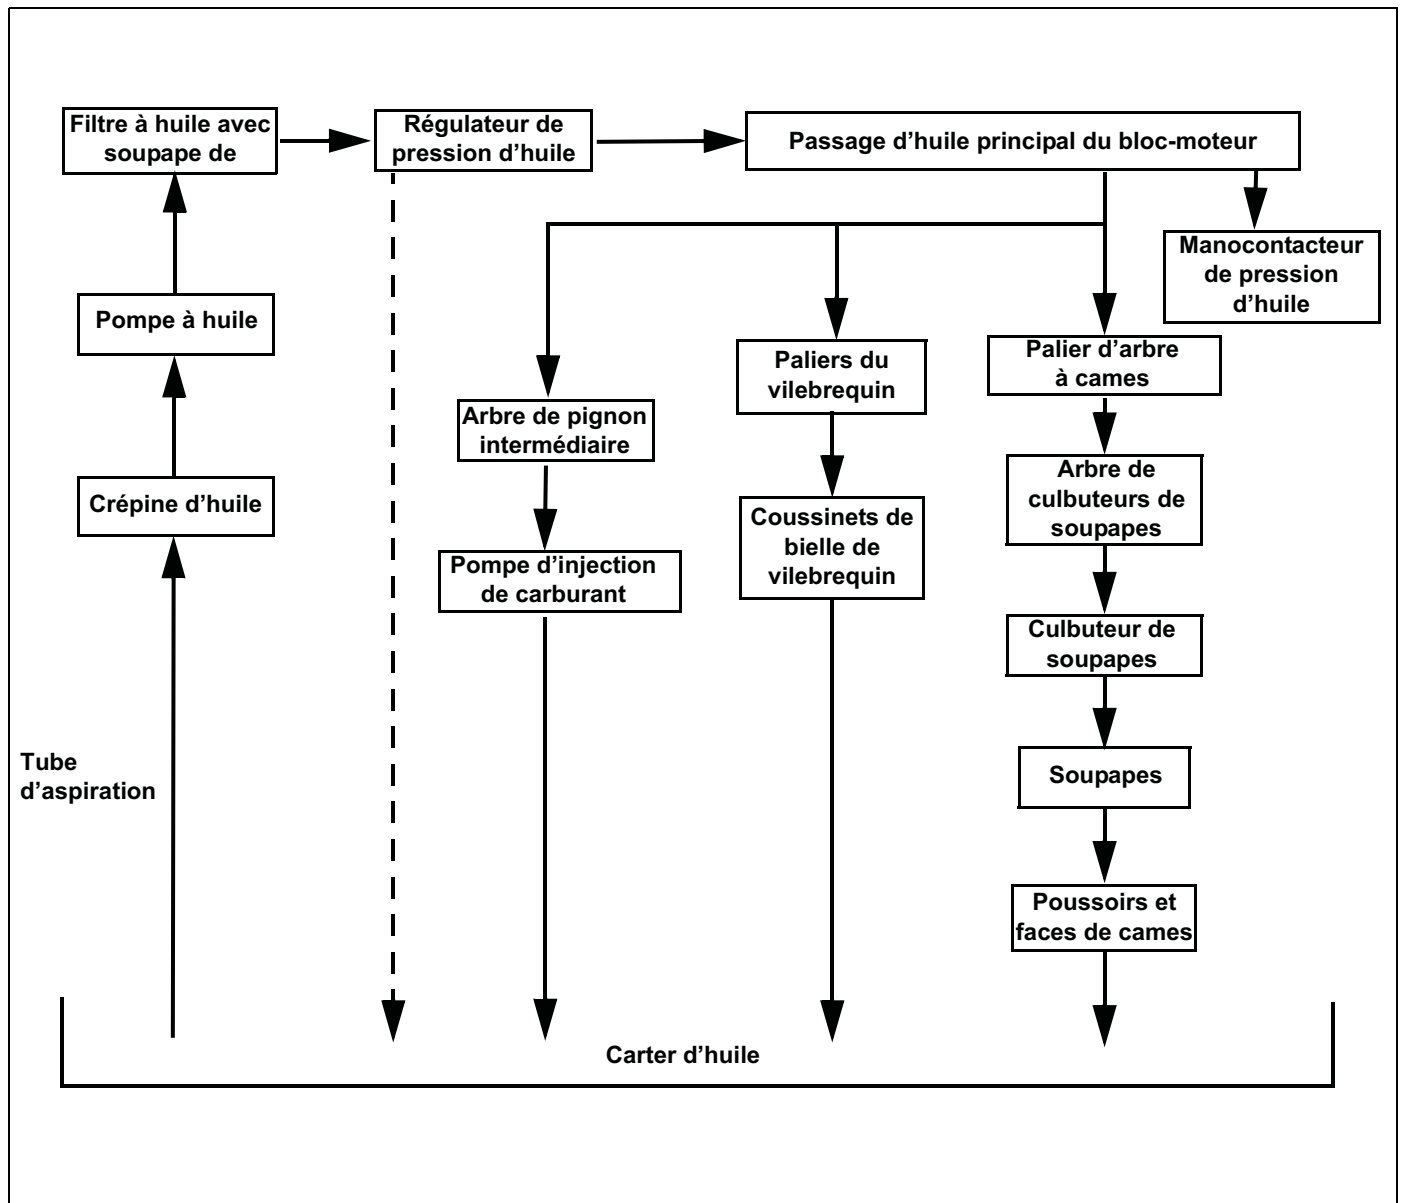 Filtre à huile avec
soupape de
Régulateur de
pression d’huile
Passage d’huile principal du bloc-moteur
Manocontacteur
de pression
d’huile
Pompe à huile
Paliers du
vilebrequin
Palier d’arbre
à cames
Arbre de pignon
intermédiaire
Arbre de
culbuteurs de
soupapes
Crépine d’huile
Coussinets de
bielle de
vilebrequin
Pompe d’injection
de carburant
Culbuteur de
soupapes
Tube
d’aspiration
Soupapes
Poussoirs et
faces de cames
Carter d’huile